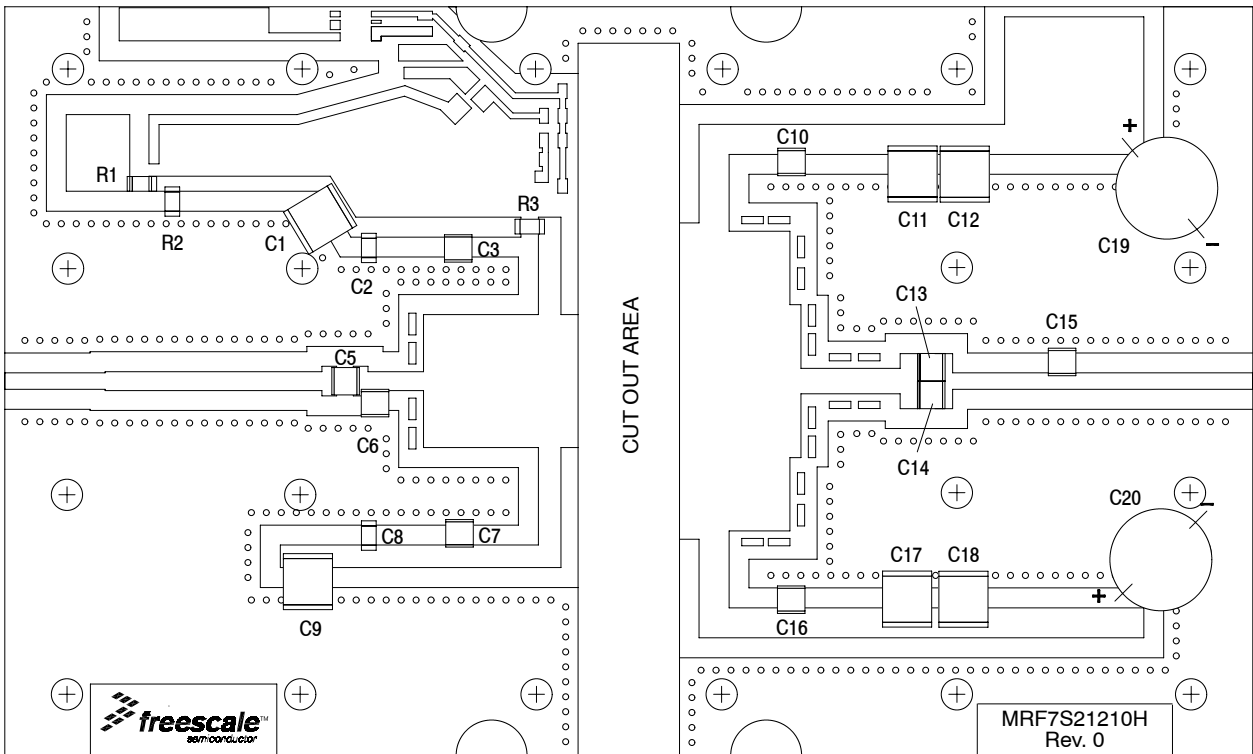 C10
+
R1
C11
C12
R3
C1
C3
C19
R2
-
C2
C13
CUT OUT AREA
C15
C5
C6
C14
C20
-
C8
C7
C17
C18
+
C16
C9
freescale™
semiconductor
MRF7S21210H
Rev. 0